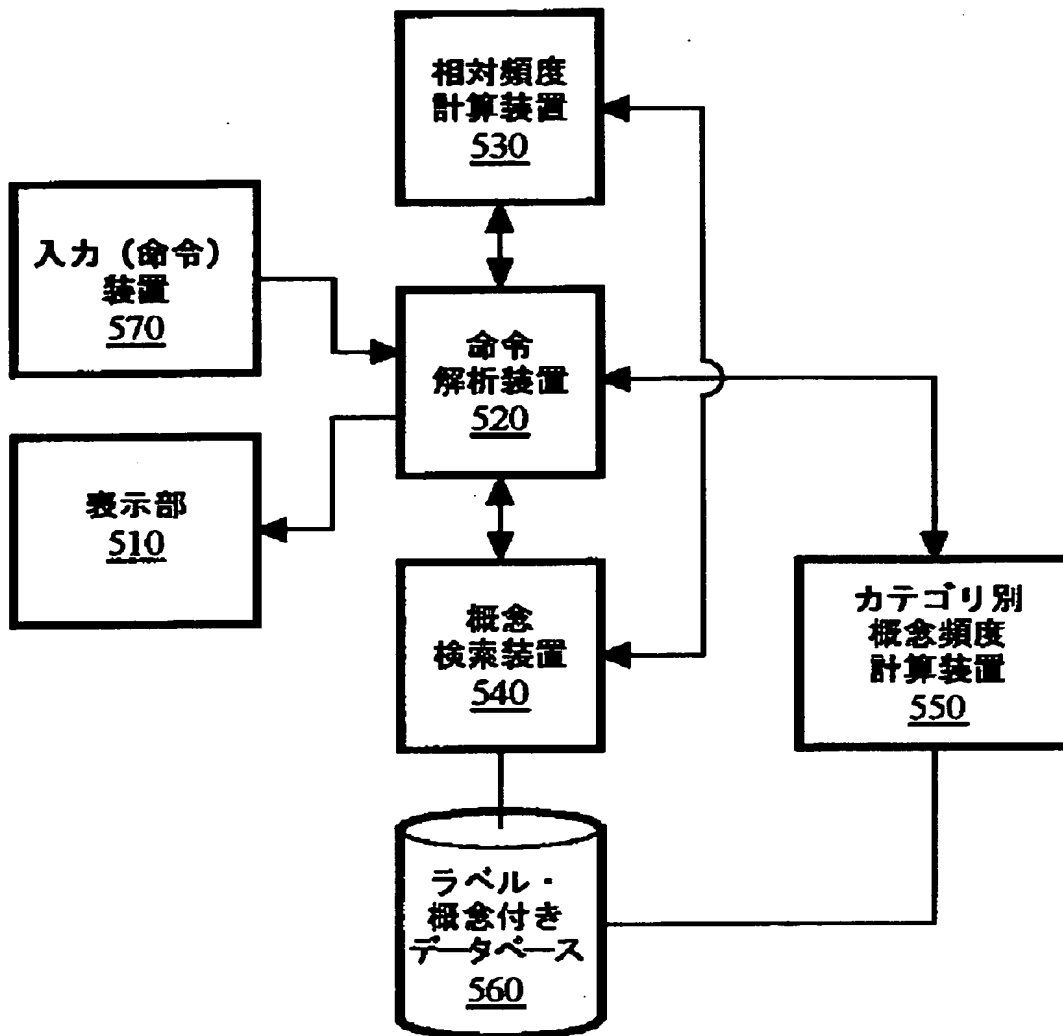 相対頻度
計算装置
530
入力（命令）
装置
570
命令
解析装置
520
表示部
510
概念
検索装置
540
カテゴリ別
概念頻度
計算装置
550
ラベル・
概念付き
データベース
560